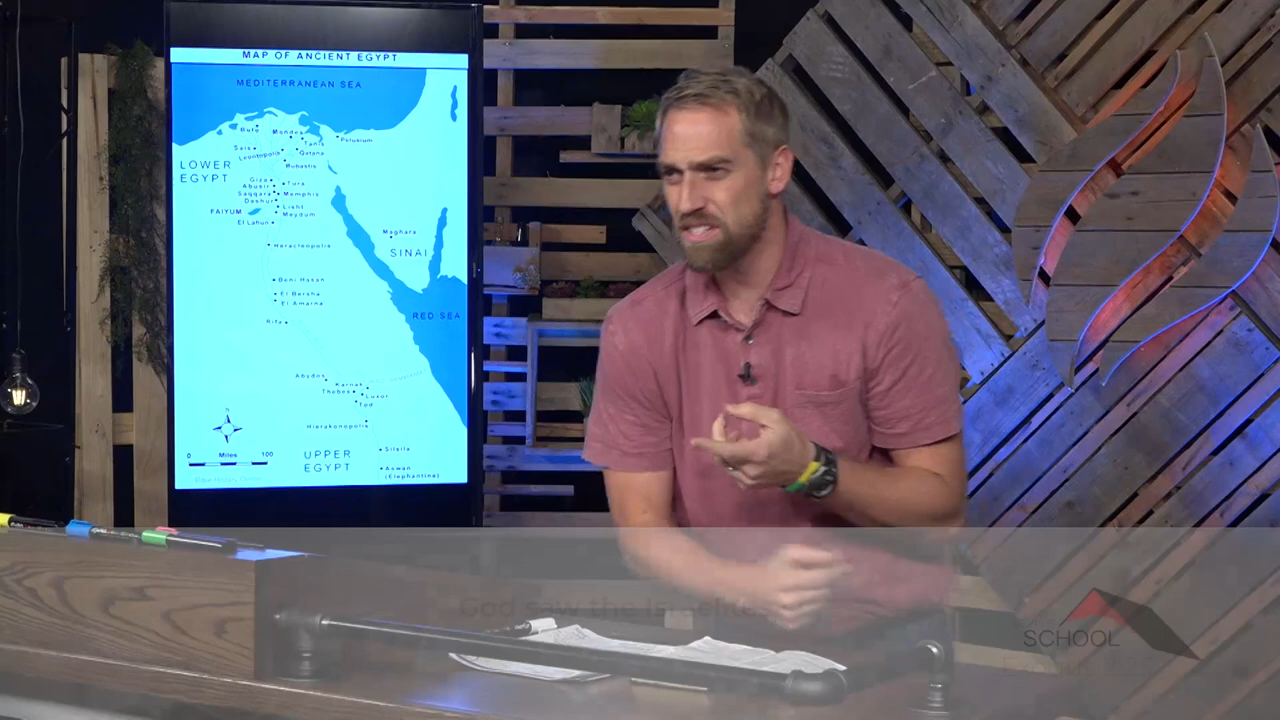 MAP OF ANCIENT EGYPT
MEDITERRANEAN SEA
Buto
Mendes
Tanis
Pelusium
Sais
Leontopolis
Qatana
Bubastis
LOWER
EGYPT
Giza
Tura
Abusir
Saqqara
Memphis
Dashur
Lisht
FAIYUM
Meydum
El Lahun
Maghara
SINAI
Heracleopolis
Beni Hasan
El Bersha
El Amarna
RED SEA
Rifa
Abydos
Karnak
Thebes
Luxor
Tod
Hierakonopolis
N
0 Miles 100
UPPER
EGYPT
Silsila
Aswan
(Elephantine)
God saw the Israelites
SCHOOL